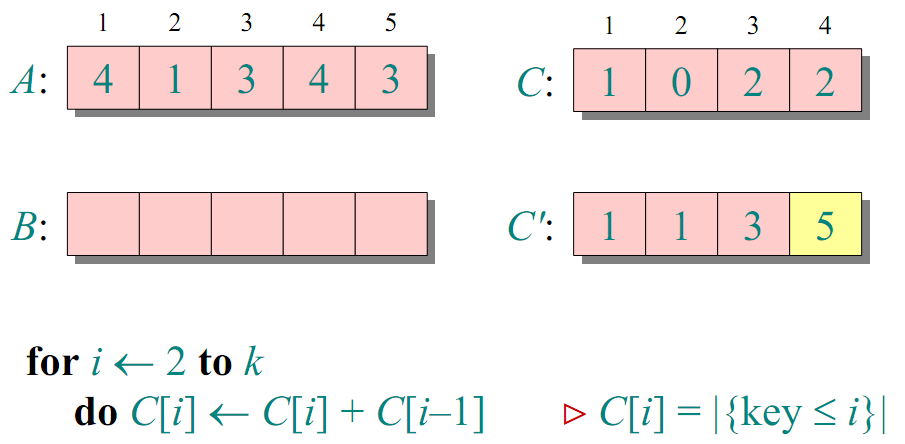 1 2 3 4 5
A: 4 1 3 4 3
1 2 3 4
C: 1 0 2 2
B:
C': 1 1 3 5
for i ← 2 to k
do C[i] ← C[i] + C[i–1] ▷ C[i] = |{key ≤ i}|